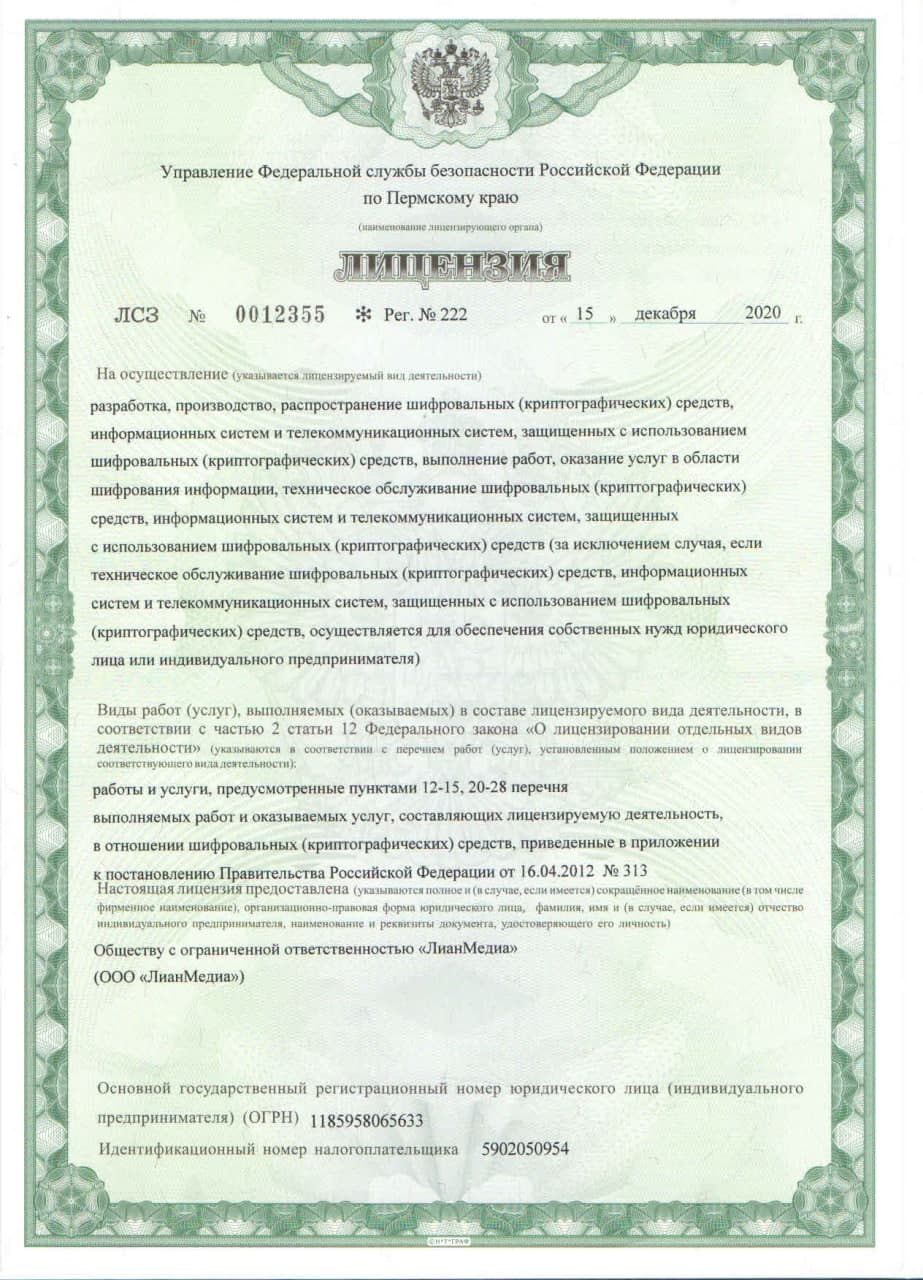 Управление Федеральной службы безопасности Российской Федерации
по Пермскому краю
(наименование лицензирующего органа)
ЛИЦЕНЗИЯ
ЛСЗ № 0012355 * Рег. № 222 от « 15 » декабря 2020 г.
На осуществление (указывается лицензируемый вид деятельности)
разработка, производство, распространение шифровальных (криптографических) средств,
информационных систем и телекоммуникационных систем, защищенных с использованием
шифровальных (криптографических) средств, выполнение работ, оказание услуг в области
шифрования информации, техническое обслуживание шифровальных (криптографических)
средств, информационных систем и телекоммуникационных систем, защищенных
с использованием шифровальных (криптографических) средств (за исключением случая, если
техническое обслуживание шифровальных (криптографических) средств, информационных
систем и телекоммуникационных систем, защищенных с использованием шифровальных
(криптографических) средств, осуществляется для обеспечения собственных нужд юридического
лица или индивидуального предпринимателя)
Виды работ (услуг), выполняемых (оказываемых) в составе лицензируемого вида деятельности, в
соответствии с частью 2 статьи 12 Федерального закона «О лицензировании отдельных видов
деятельности» (указываются в соответствии с перечнем работ (услуг), установленным положением о лицензировании
соответствующего вида деятельности):
работы и услуги, предусмотренные пунктами 12-15, 20-28 перечня
выполняемых работ и оказываемых услуг, составляющих лицензируемую деятельность,
в отношении шифровальных (криптографических) средств, приведенные в приложении
к постановлению Правительства Российской Федерации от 16.04.2012 № 313
Настоящая лицензия предоставлена (указываются полное и (в случае, если имеется) сокращённое наименование (в том числе
фирменное наименование), организационно-правовая форма юридического лица, фамилия, имя и (в случае, если имеется) отчество
индивидуального предпринимателя, наименование и реквизиты документа, удостоверяющего его личность)
Обществу с ограниченной ответственностью «ЛианМедиа»
(ООО «ЛианМедиа»)
Основной государственный регистрационный номер юридического лица (индивидуального
предпринимателя) (ОГРН) 1185958065633
Идентификационный номер налогоплательщика 5902050954